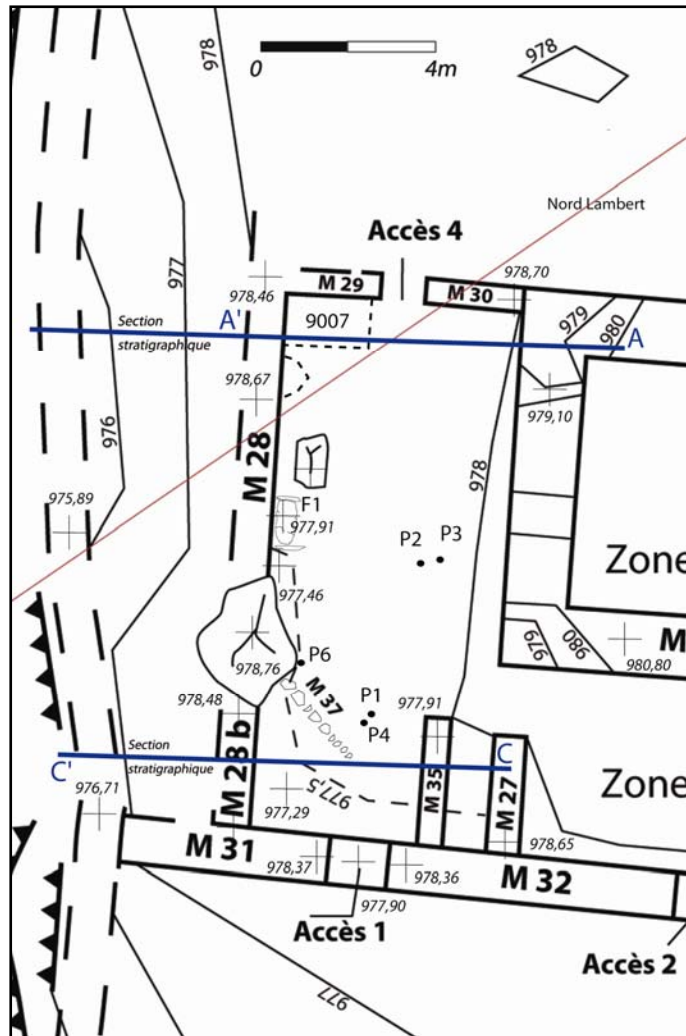 978
978
0
4m
Nord Lambert
Accès 4
977
978,46
M 29
978,70
M 30
Section
stratigraphique
A'
9007
979
980
A
978,67
979,10
976
M 28
978
F1
975,89
977,91
P2
P3
Zone
977,46
979
980
M
980,80
978,76
P6
M 37
978,48
P1
P4
977,91
Section
stratigraphique
C'
C
M 28 b
977,5
M 35
M 27
Zone
976,71
977,29
M 31
978,37
978,36
978,65
M 32
977,90
Accès 1
Accès 2
977